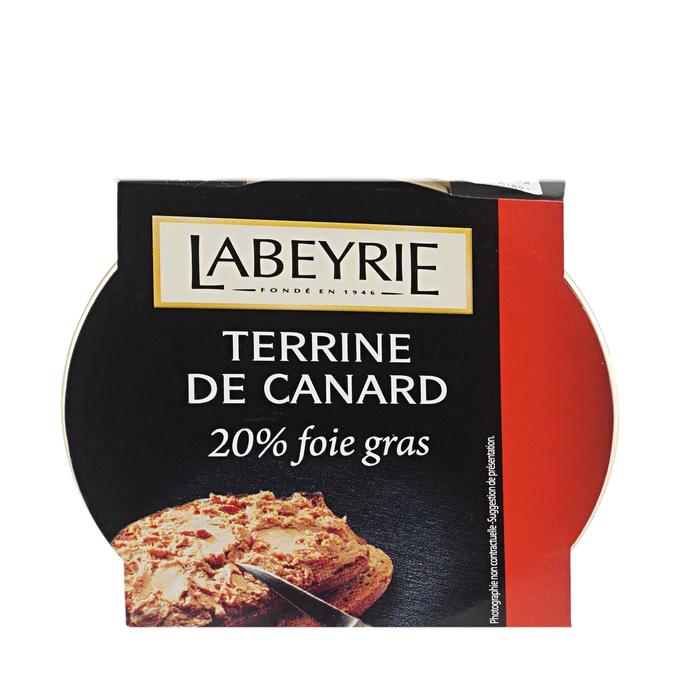 LABEYRIE
FONDÉ EN 1946
TERRINE
DE CANARD
20% foie gras
Photographie non contractuelle-Suggestion de présentation.